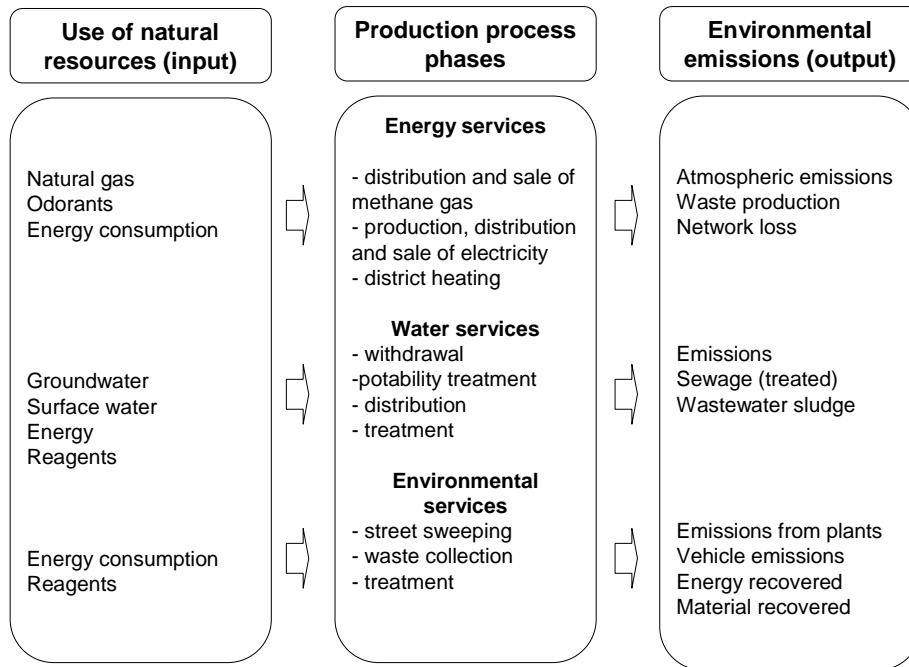 Use of natural
resources (input)
Production process
phases
Environmental
emissions (output)
Natural gas
Odorants
Energy consumption
Energy services
- distribution and sale of
methane gas
- production, distribution
and sale of electricity
- district heating
Atmospheric emissions
Waste production
Network loss
Groundwater
Surface water
Energy
Reagents
Water services
- withdrawal
-potability treatment
- distribution
- treatment
Emissions
Sewage (treated)
Wastewater sludge
Energy consumption
Reagents
Environmental
services
- street sweeping
- waste collection
- treatment
Emissions from plants
Vehicle emissions
Energy recovered
Material recovered